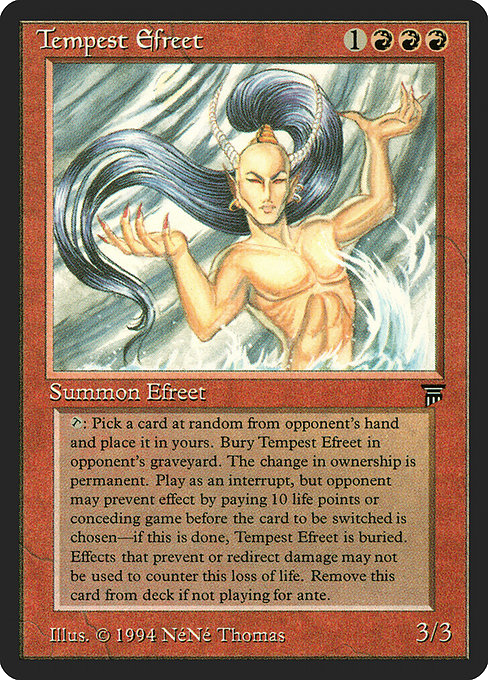 Tempest Efreet 1
Summon Efreet
: Pick a card at random from opponent's hand
and place it in yours. Bury Tempest Efreet in
opponent's graveyard. The change in ownership is
permanent. Play as an interrupt, but opponent
may prevent effect by paying 10 life points or
conceding game before the card to be switched is
chosen—if this is done, Tempest Efreet is buried.
Effects that prevent or redirect damage may not
be used to counter this loss of life. Remove this
card from deck if not playing for ante.
Illus. © 1994 NéNé Thomas 3/3